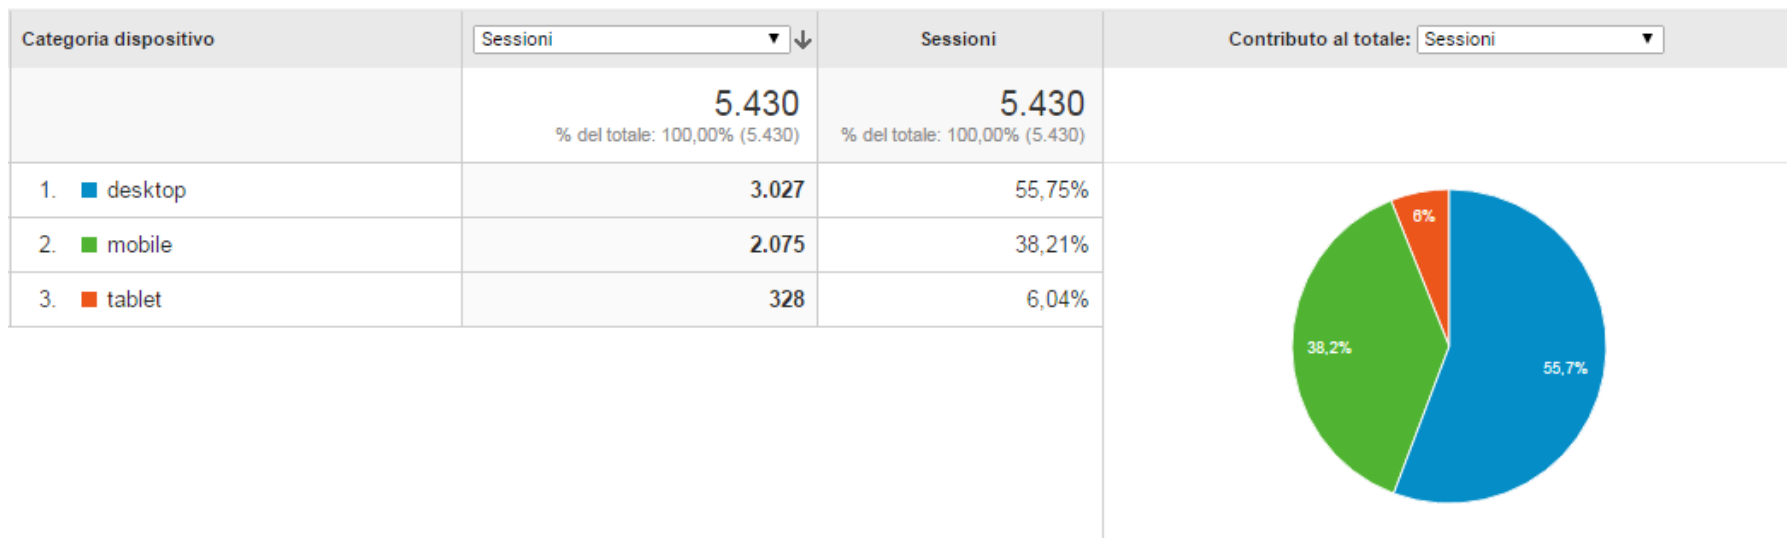 Categoria dispositivo Sessioni Sessioni Contributo al totale: Sessioni
5.430 5.430
% del totale: 100,00% (5.430) % del totale: 100,00% (5.430)
1. desktop 3.027 55,75%
2. mobile 2.075 38,21%
3. tablet 328 6,04%
6%
38,2%
55,7%